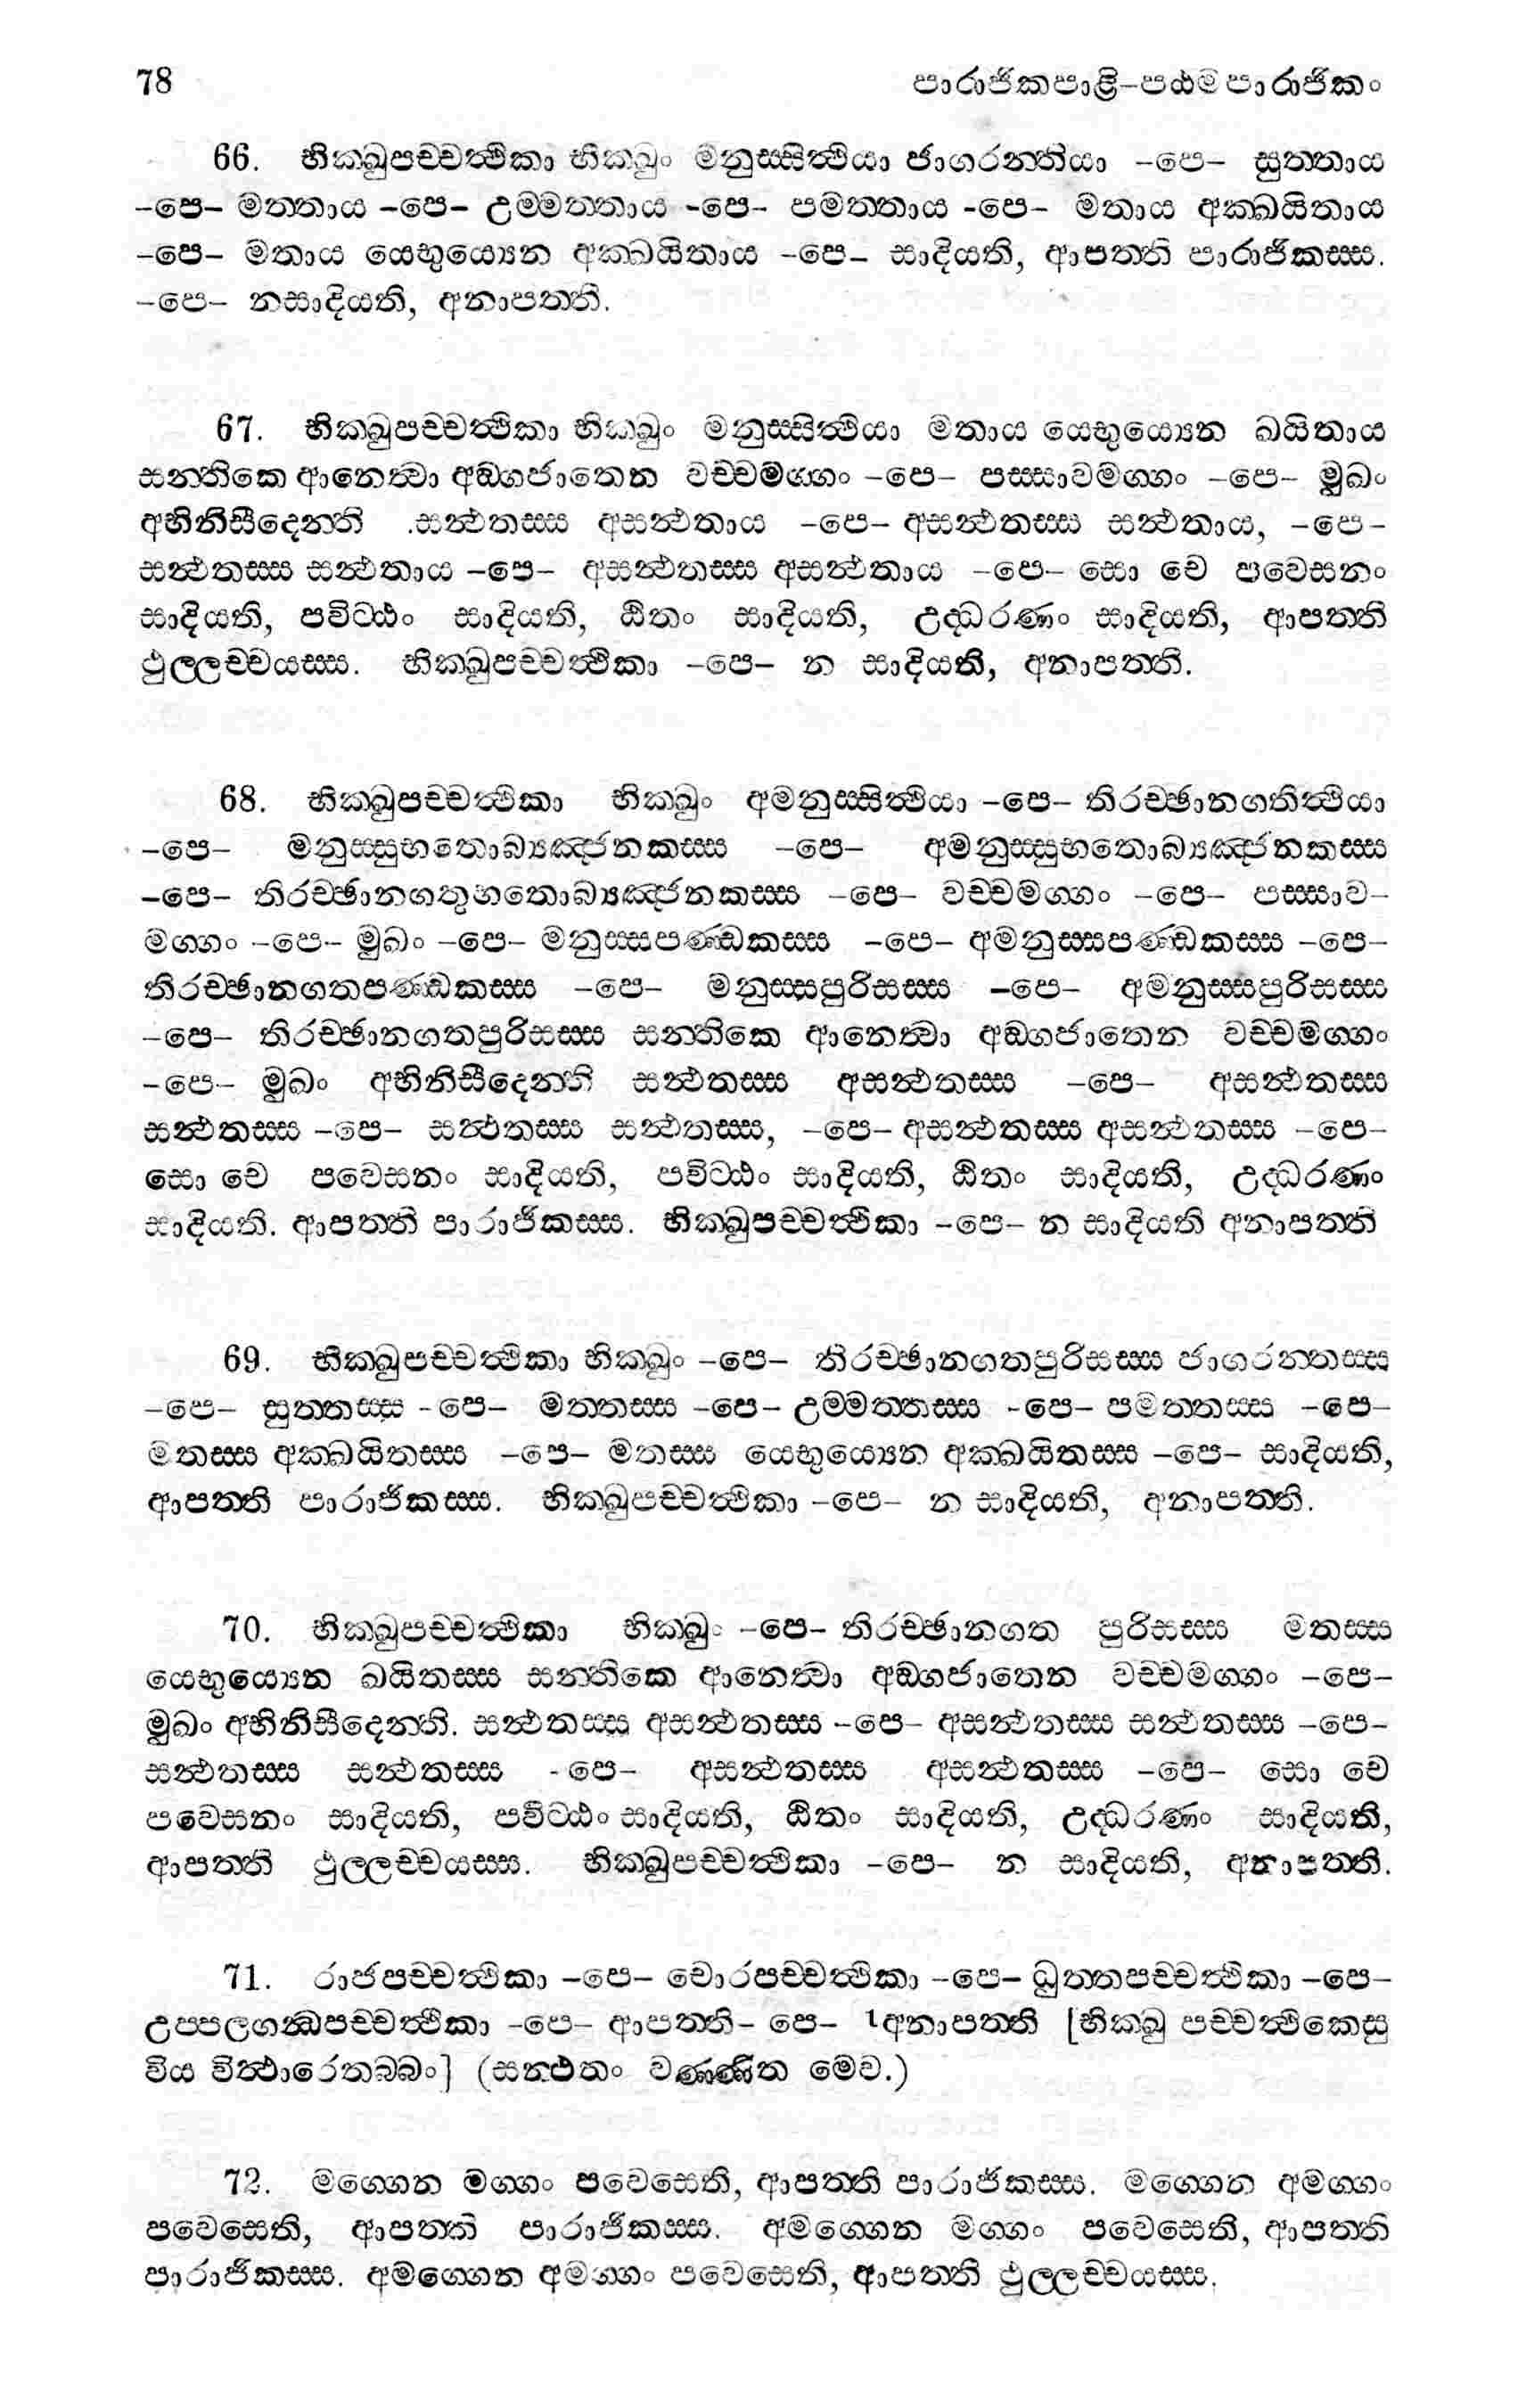 78 පාරාජිකපාළි–පඨමපාරාජිකං
66. භික්ඛුපච්චත්ථිකා භික්ඛුං මනුස්සිත්ථියා ජාගරන්තියා –පෙ– සුත්තාය
–පෙ– මත්තාය –පෙ– උම්මත්තාය -පෙ- පමත්තාය -පෙ– මතාය අක්ඛයිතාය
–පෙ– මතාය යෙභුය්‍යෙන අක්ඛයිතාය –පෙ– සාදියති, ආපත්ති පාරාජිකස්ස.
–පෙ– නසාදියති, අනාපත්ති.
67. භික්ඛුපච්චත්ථිකා භික්ඛුං මනුස්සිත්ථියා මතාය යෙභුය්‍යෙන ඛයිතාය
සන්තිකෙ ආනෙත්වා අඞ්ගජාතෙන වච්චමග්ගං –පෙ– පස්සාවමග්ගං –පෙ– මුඛං
අභිනිසීදෙන්ති .සන්ථතස්ස අසන්ථතාය –පෙ– අසන්ථතස්ස සන්ථතාය, –පෙ–
සන්ථතස්ස සන්ථතාය –පෙ– අසන්ථතස්ස අසන්ථතාය –පෙ– සො චෙ පවෙසනං
සාදියති, පවිට්ඨං සාදියති, ඨිතං සාදියති, උද්ධරණං සාදියති, ආපත්ති
ථුල්ලච්චයස්ස. භික්ඛුපච්චත්ථිකා –පෙ– න සාදියති, අනාපත්ති.
68. භික්ඛුපච්චත්ථිකා භික්ඛුං අමනුස්සිත්ථියා –පෙ– තිරච්ඡානගතිත්ථියා
–පෙ– මනුස්සුභතොබ්‍යඤ්ජනකස්ස –පෙ– අමනුස්සුභතොබ්‍යඤ්ජනකස්ස
–පෙ– තිරච්ඡානගතුභතොබ්‍යඤ්ජනකස්ස –පෙ– වච්චමග්ගං –පෙ– පස්සාව–
මග්ගං –පෙ– මුඛං –පෙ– මනුස්සපණ්ඩකස්ස –පෙ– අමනුස්සපණ්ඩකස්ස –පෙ–
තිරච්ඡානගතපණ්ඩකස්ස –පෙ– මනුස්සපුරිසස්ස –පෙ– අමනුස්සපුරිසස්ස
–පෙ– තිරච්ඡානගතපුරිසස්ස සන්තිකෙ ආනෙත්වා අඞ්ගජාතෙන වච්චමග්ගං
–පෙ– මුඛං අභිනිසීදෙන්ති සන්ථතස්ස අසන්ථතස්ස –පෙ– අසන්ථතස්ස
සන්ථතස්ස –පෙ– සන්ථතස්ස සන්ථතස්ස, –පෙ– අසන්ථතස්ස අසන්ථතස්ස –පෙ–
සො චෙ පවෙසනං සාදියති, පවිට්ඨං සාදියති, ඨිතං සාදියති, උද්ධරණං
සාදියති. ආපත්ති පාරාජිකස්ස. භික්ඛුපච්චත්ථිකා –පෙ– න සාදියති අනාපත්ති
69. භික්ඛුපච්චත්ථිකා භික්ඛුං –පෙ– තිරච්ඡානගතපුරිසස්ස ජාගරන්තස්ස
–පෙ– සුත්තස්ස -පෙ– මත්තස්ස –පෙ– උම්මත්තස්ස -පෙ– පමත්තස්ස –පෙ–
මතස්ස අක්ඛයිතස්ස –පෙ– මතස්ස යෙභුය්‍යෙන අක්ඛයිතස්ස –පෙ– සාදියති,
ආපත්ති පාරාජිකස්ස. භික්ඛුපච්චත්ථිකා –පෙ– න සාදියති, අනාපත්ති.
70. භික්ඛුපච්චත්ථිකා භික්ඛුං –පෙ– තිරච්ඡානගත පුරිසස්ස මතස්ස
යෙභුය්‍යෙන ඛයිතස්ස සන්තිකෙ ආනෙත්වා අඞ්ගජාතෙන වච්චමග්ගං –පෙ–
මුඛං අභිනිසීදෙන්ති. සන්ථතස්ස අසන්ථතස්ස –පෙ– අසන්ථතස්ස සන්ථතස්ස –පෙ–
සන්ථතස්ස සන්ථතස්ස -පෙ– අසන්ථතස්ස අසන්ථතස්ස –පෙ– සො චෙ
පවෙසනං සාදියති, පවිට්ඨං සාදියති, ඨිතං සාදියති, උද්ධරණං සාදියති,
ආපත්ති ථුල්ලච්චයස්ස. භික්ඛුපච්චත්ථිකා –පෙ– න සාදියති, අනාපත්ති.
71. රාජපච්චත්ථිකා –පෙ– චොරපච්චත්ථිකා –පෙ– ධුත්තපච්චත්ථිකා –පෙ–
උප්පලගන්ධපච්චත්ථිකා –පෙ– ආපත්ති– පෙ– ¹අනාපත්ති [භික්ඛු පච්චත්ථිකෙසු
විය විත්ථාරෙතබ්බං] (සන්ථතං වණ්ණිත මෙව.)
72. මග්ගෙන මග්ගං පවෙසෙති, ආපත්ති පාරාජිකස්ස. මග්ගෙන අමග්ගං
පවෙසෙති, ආපත්ති පාරාජිකස්ස. අමග්ගෙන මග්ගං පවෙසෙති, ආපත්ති
පාරාජිකස්ස. අමග්ගෙන අමග්ගං පවෙසෙති, ආපත්ති ථුල්ලච්චයස්ස.